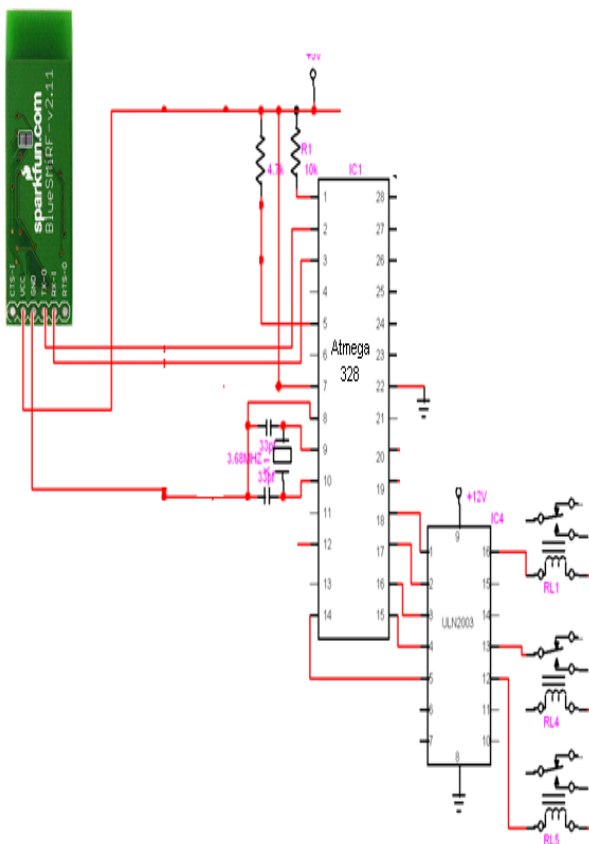 sparkfun.com
BlueSMiRF-v2.11
CTS-I
VCC
GND
TX-O
RX-I
RTS-O
4.7k
R1
10k
IC1
1
2
3
4
5
6
7
8
9
10
11
12
13
14
28
27
26
25
24
23
22
21
20
19
18
17
16
15
Atmega
328
33pf
3.68MHZ
33pf
+12V
IC4
9
1
2
3
4
5
6
7
8
16
15
14
13
12
11
10
ULN2003
RL1
RL4
RL5